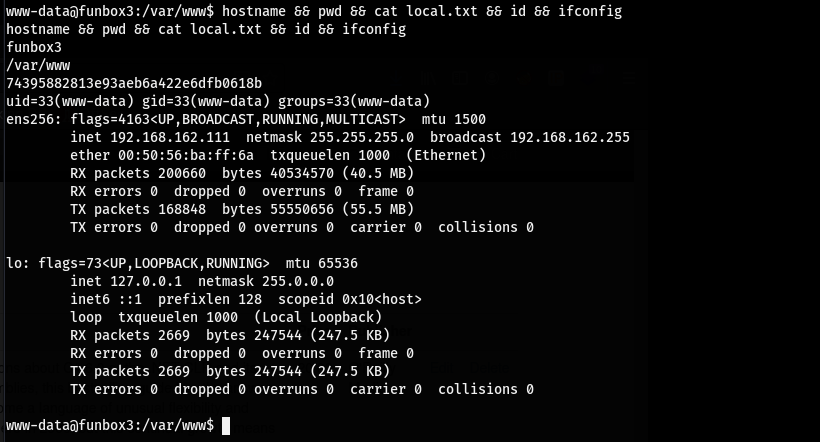 www-data@funbox3:/var/www$ hostname && pwd && cat local.txt && id && ifconfig
hostname && pwd && cat local.txt && id && ifconfig
funbox3
/var/www
74395882813e93aeb6a422e6dfb0618b
uid=33(www-data) gid=33(www-data) groups=33(www-data)
ens256: flags=4163<UP,BROADCAST,RUNNING,MULTICAST>  mtu 1500
        inet 192.168.162.111  netmask 255.255.255.0  broadcast 192.168.162.255
        ether 00:50:56:ba:ff:6a  txqueuelen 1000  (Ethernet)
        RX packets 200660  bytes 40534570 (40.5 MB)
        RX errors 0  dropped 0  overruns 0  frame 0
        TX packets 168848  bytes 55550656 (55.5 MB)
        TX errors 0  dropped 0 overruns 0  carrier 0  collisions 0

lo: flags=73<UP,LOOPBACK,RUNNING>  mtu 65536
        inet 127.0.0.1  netmask 255.0.0.0
        inet6 ::1  prefixlen 128  scopeid 0x10<host>
        loop  txqueuelen 1000  (Local Loopback)
        RX packets 2669  bytes 247544 (247.5 KB)
        RX errors 0  dropped 0  overruns 0  frame 0
        TX packets 2669  bytes 247544 (247.5 KB)
        TX errors 0  dropped 0 overruns 0  carrier 0  collisions 0

www-data@funbox3:/var/www$